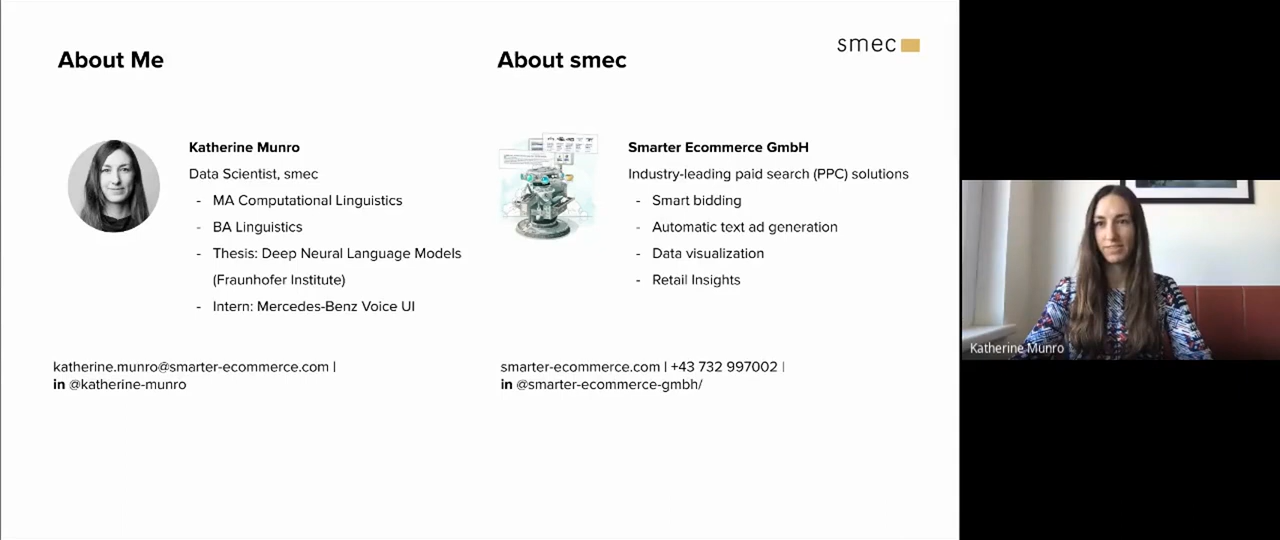 About Me
Katherine Munro
Data Scientist, smec
- MA Computational Linguistics
- BA Linguistics
- Thesis: Deep Neural Language Models
(Fraunhofer Institute)
- Intern: Mercedes-Benz Voice UI
katherine.munro@smarter-ecommerce.com |
in @katherine-munro
About smec
smec
Smarter Ecommerce GmbH
Industry-leading paid search (PPC) solutions
- Smart bidding
- Automatic text ad generation
- Data visualization
- Retail Insights
smarter-ecommerce.com | +43 732 997002 |
in @smarter-ecommerce-gmbh/
Katherine Munro